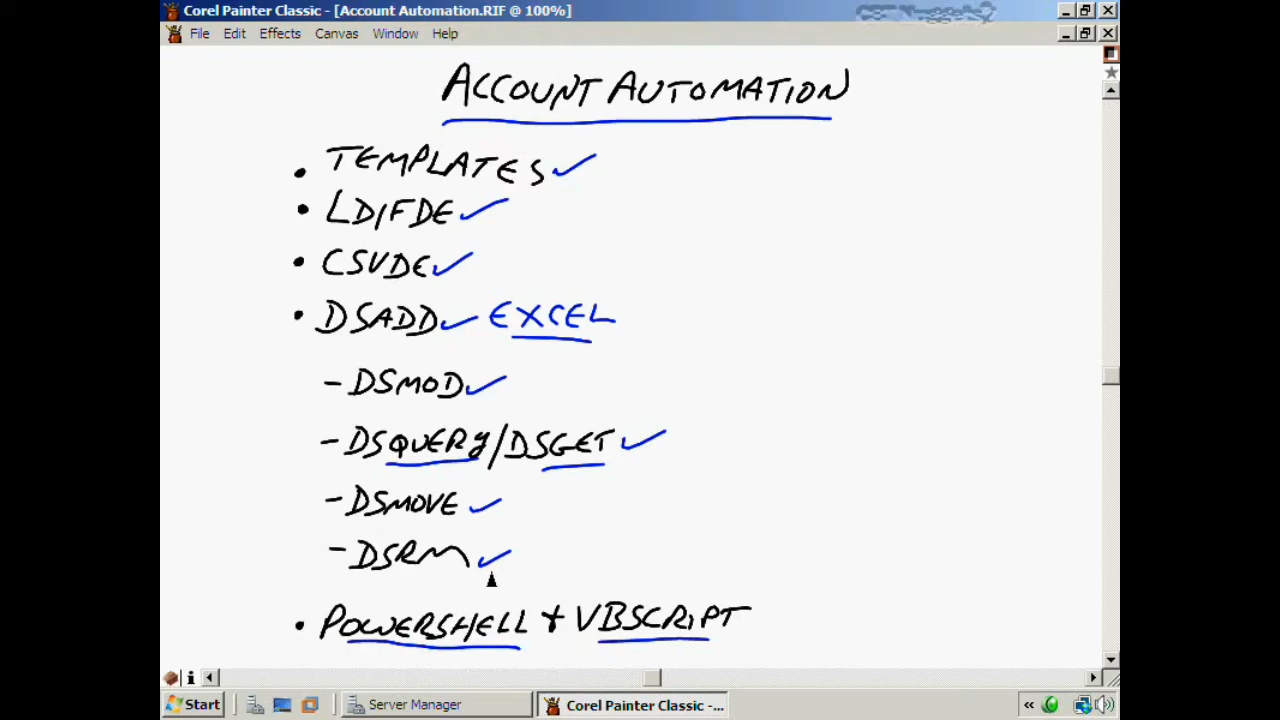 Corel Painter Classic - [Account Automation.RIF @ 100%]
File Edit Effects Canvas Window Help
ACCOUNT AUTOMATION
• TEMPLATES ✓
• LDIFDE ✓
• CSVDE ✓
• DSADD ✓ EXCEL
- DSMOD ✓
- DSQUERY/DSGET ✓
- DSMOVE ✓
- DSRM ✓
• POWERSHELL + VBSCRIPT
Start Server Manager Corel Painter Classic -...